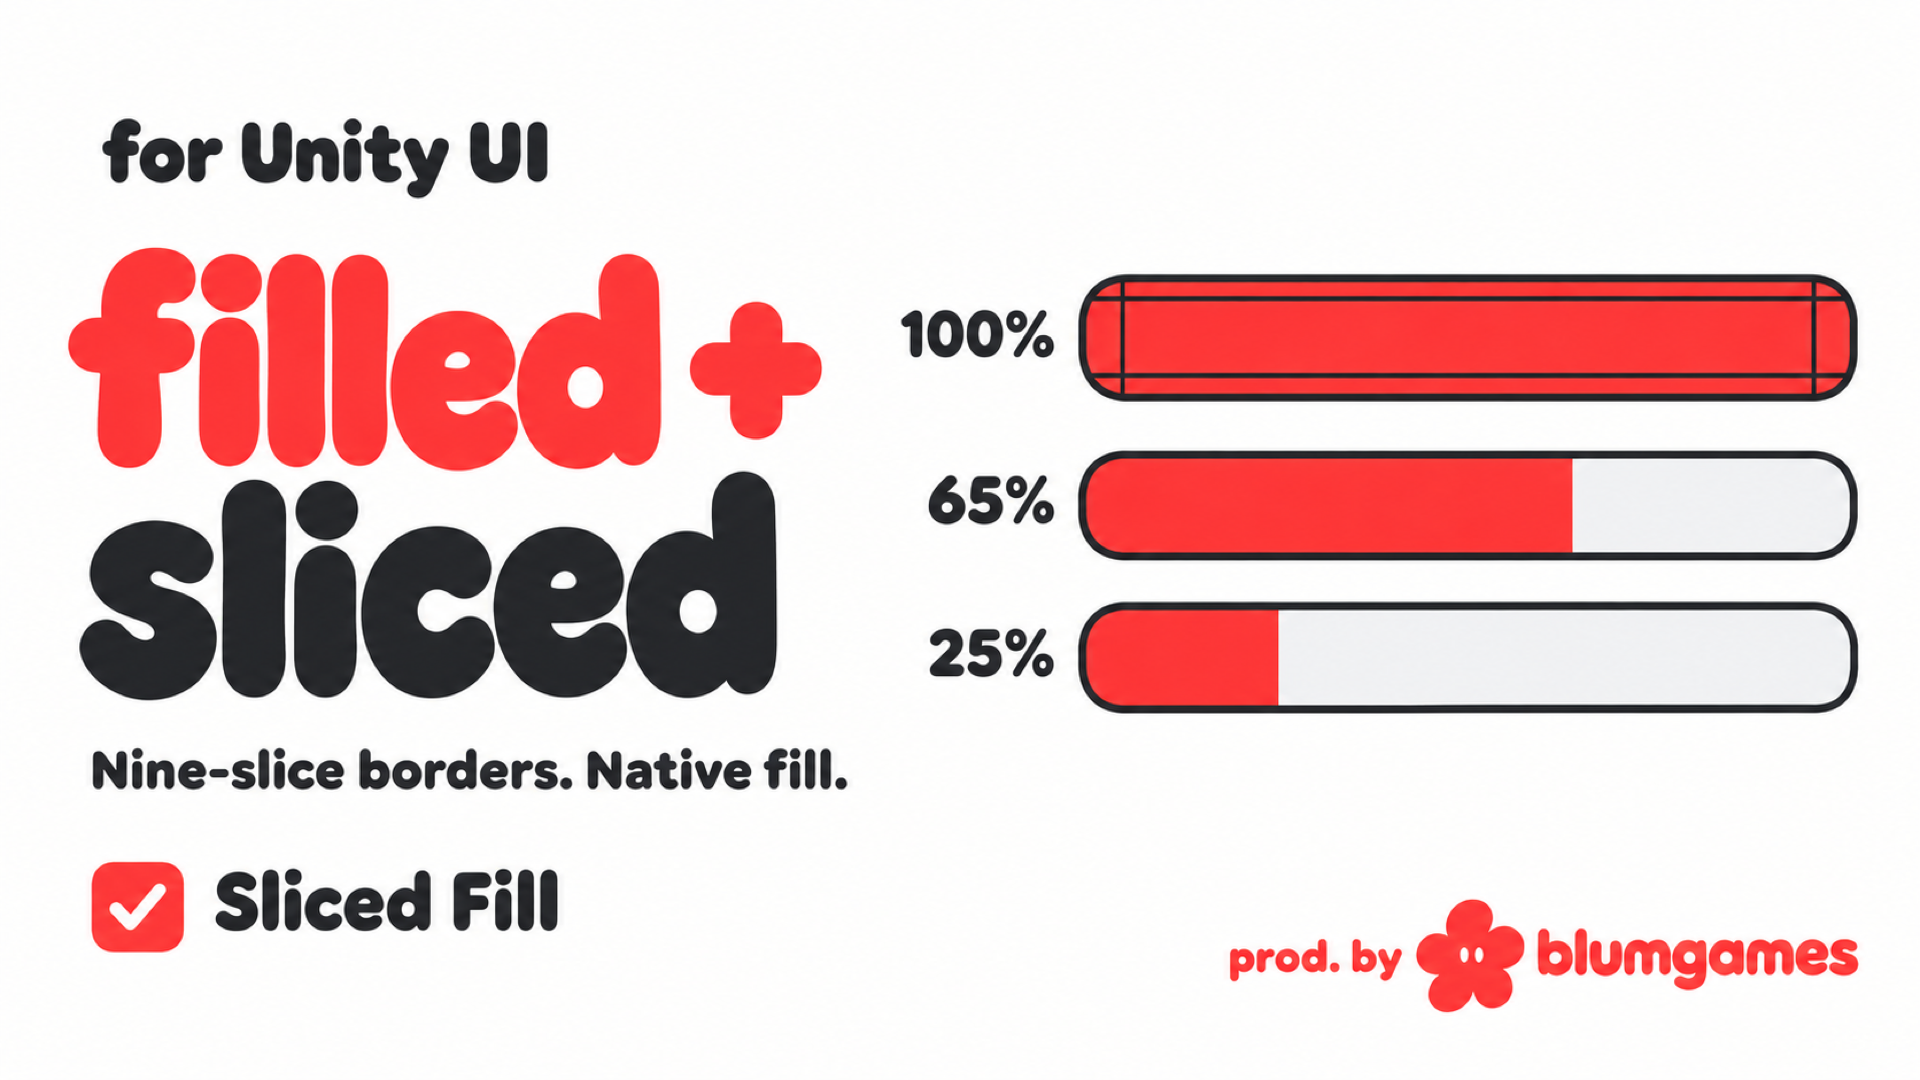 for Unity UI
filled +
sliced
Nine-slice borders. Native fill.
Sliced Fill
100%
65%
25%
prod. by blumgames